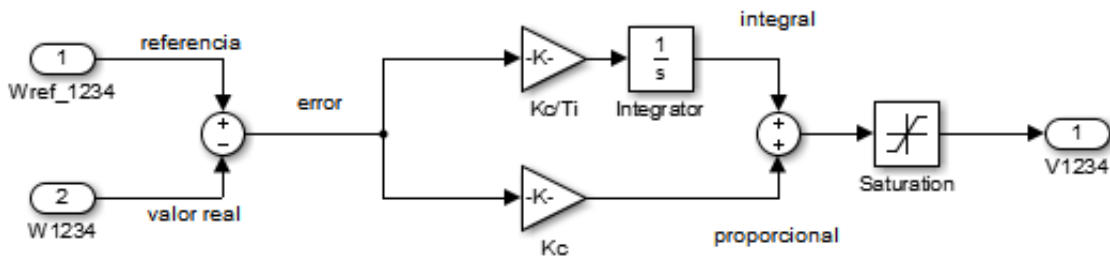 referencia
1
Wref_1234
+
−
error
2
W1234
valor real
-K-
Kc/Ti
1
s
Integrator
integral
-K-
Kc
proporcional
+
+
Saturation
1
V1234